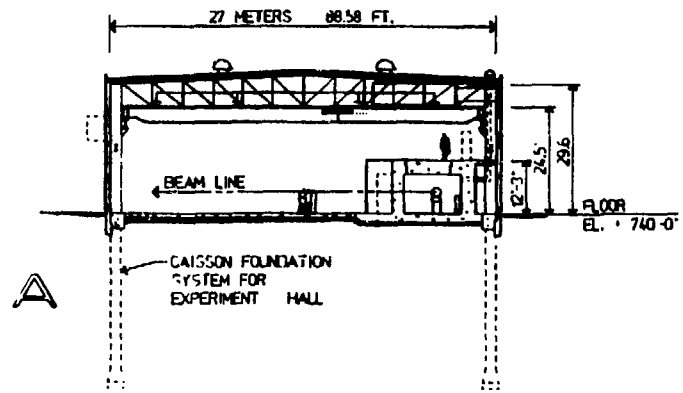 27 METERS 88.58 FT.
BEAM LINE
12'-3"
24.5'
29.6
FLOOR
EL. + 740-0"
CAISSON FOUNDATION
SYSTEM FOR
EXPERIMENT HALL
A